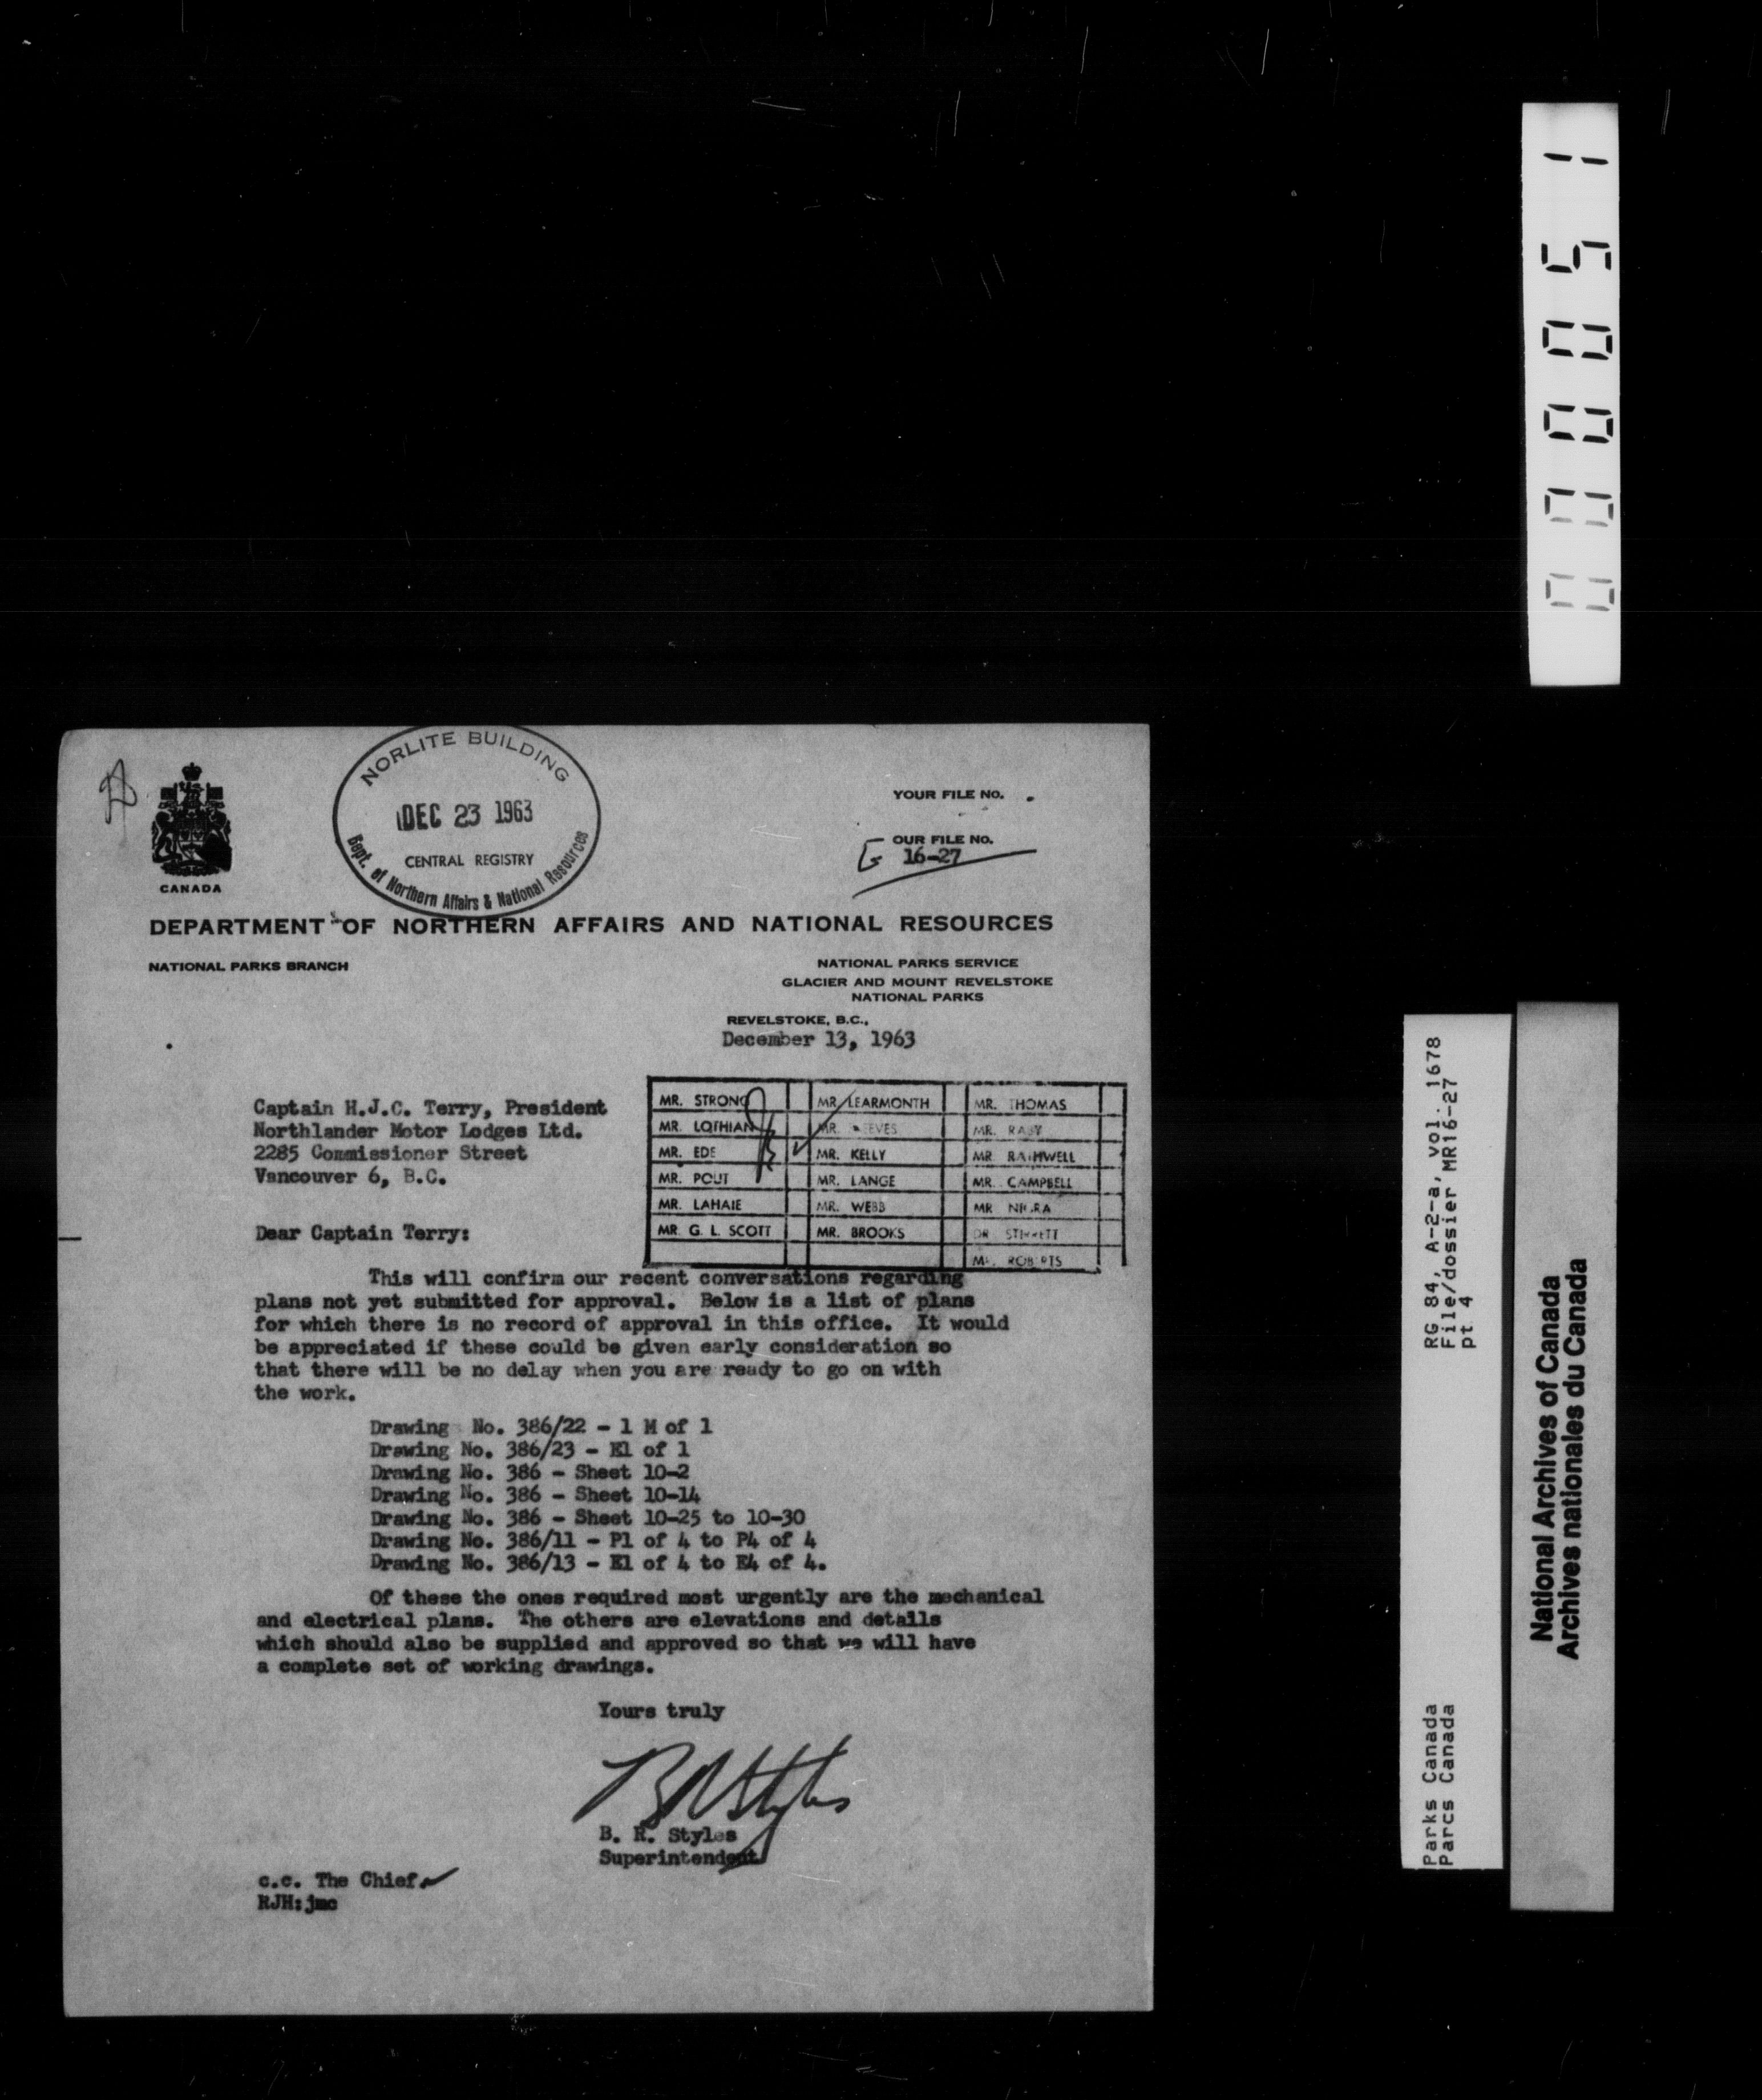 NORLITE BUILDING
DEC 23 1963
CENTRAL REGISTRY
Dept. of Northern Affairs & National Resources
CANADA
YOUR FILE No.
OUR FILE No.
G 16-27
DEPARTMENT OF NORTHERN AFFAIRS AND NATIONAL RESOURCES
NATIONAL PARKS BRANCH
NATIONAL PARKS SERVICE
GLACIER AND MOUNT REVELSTOKE
NATIONAL PARKS
REVELSTOKE, B.C.,
December 13, 1963
Captain H.J.C. Terry, President
Northlander Motor Lodges Ltd.
2285 Commissioner Street
Vancouver 6, B.C.
MR. STRONG MR. LEARMONTH MR. THOMAS
MR. LOTHIAN MR. REEVES MR.
MR. EDE MR. KELLY MR. RATHWELL
MR. POUT MR. LANGE MR. CAMPBELL
MR. LAHAIE MR. WEBB MR.
MR. G. L. SCOTT MR. BROOKS DR.
MR. ROBERTS
Dear Captain Terry:
This will confirm our recent conversations regarding
plans not yet submitted for approval. Below is a list of plans
for which there is no record of approval in this office. It would
be appreciated if these could be given early consideration so
that there will be no delay when you are ready to go on with
the work.
Drawing No. 386/22 - 1 M of 1
Drawing No. 386/23 - E1 of 1
Drawing No. 386 - Sheet 10-2
Drawing No. 386 - Sheet 10-14
Drawing No. 386 - Sheet 10-25 to 10-30
Drawing No. 386/11 - P1 of 4 to P4 of 4
Drawing No. 386/13 - E1 of 4 to E4 of 4.
Of these the ones required most urgently are the mechanical
and electrical plans. The others are elevations and details
which should also be supplied and approved so that we will have
a complete set of working drawings.
Yours truly
B R Styles
B. R. Styles
Superintendent
c.c. The Chief
RJH:jmc
000051
RG 84, A-2-a, vol. 1678
File/dossier MR16-27
pt 4
Parks Canada
Parcs Canada
National Archives of Canada
Archives nationales du Canada